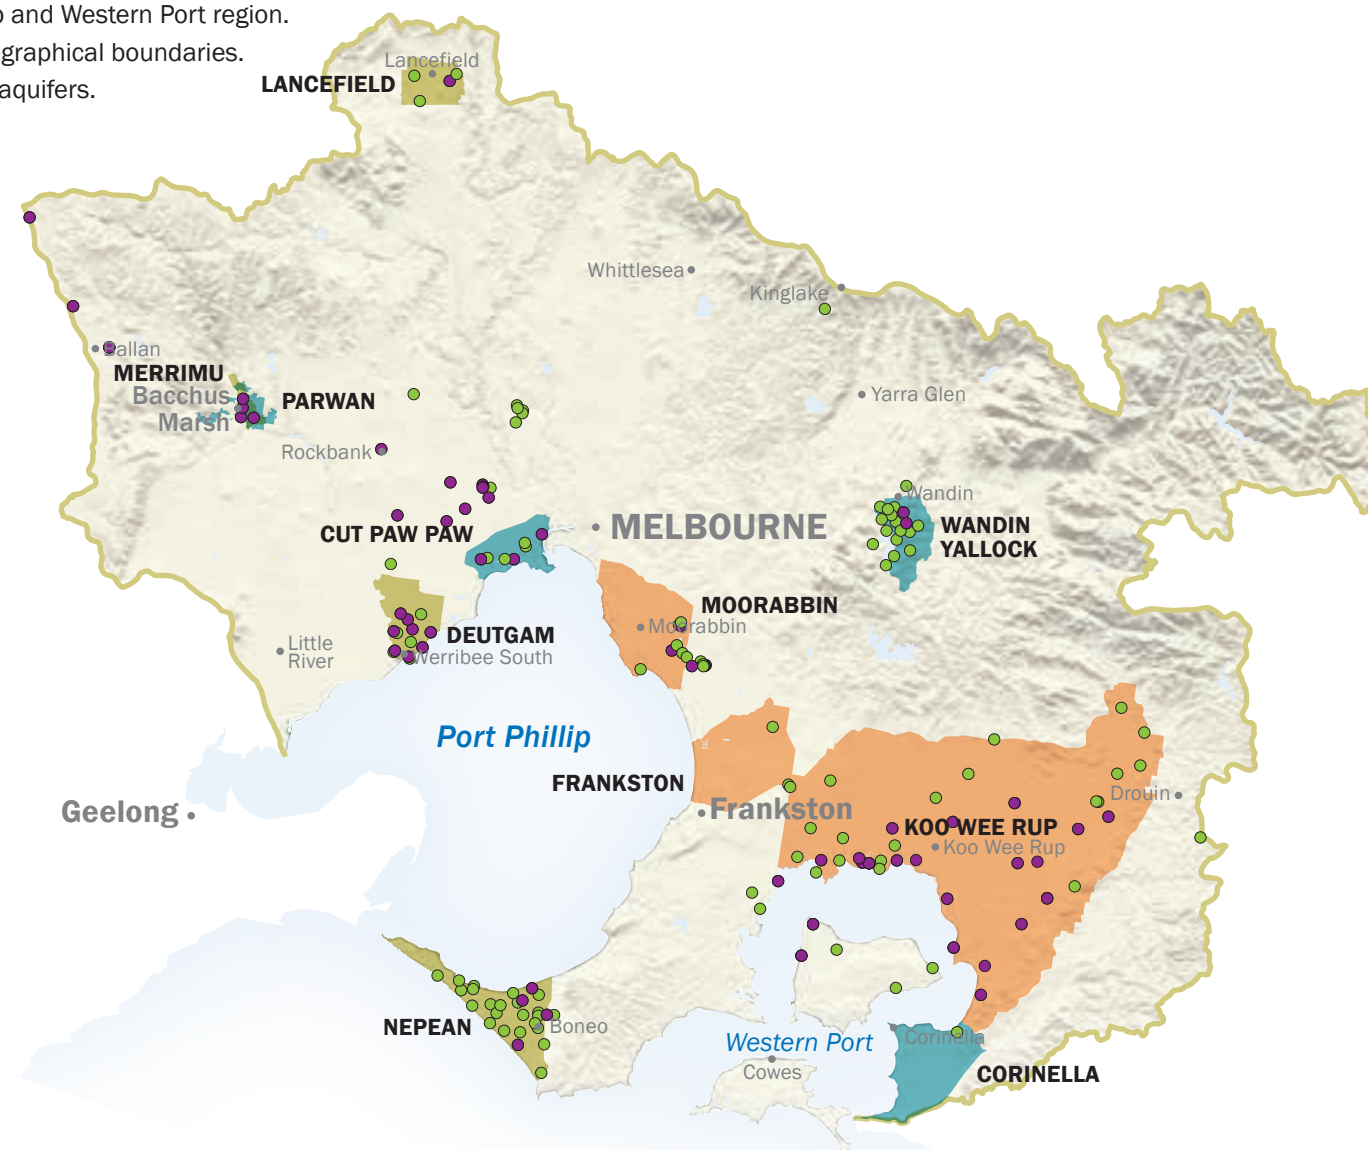 and Western Port region.
graphical boundaries.
aquifers.
Lancefield
LANCEFIELD
Whittlesea
Kinglake
Ballan
MERRIMU
Bacchus
Marsh
PARWAN
Yarra Glen
Rockbank
Wandin
CUT PAW PAW
MELBOURNE
WANDIN
YALLOCK
MOORABBIN
Moorabbin
DEUTGAM
Werribee South
Little
River
Port Phillip
FRANKSTON
Frankston
Geelong
Drouin
KOO WEE RUP
Koo Wee Rup
NEPEAN
Boneo
Western Port
Corinella
Cowes
CORINELLA